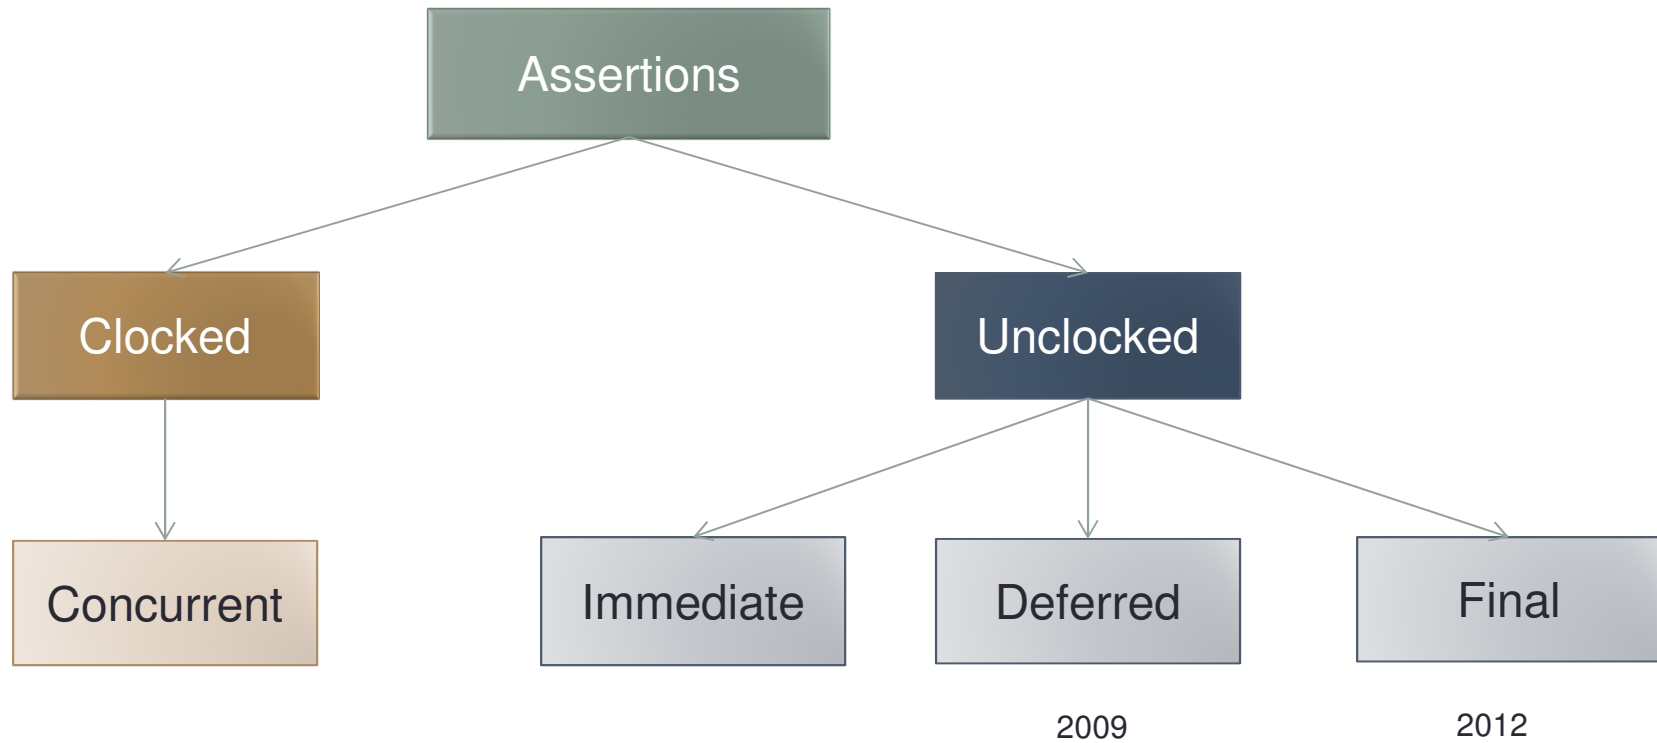 Assertions
Clocked
Unclocked
Concurrent
Immediate
Deferred
Final
2009
2012